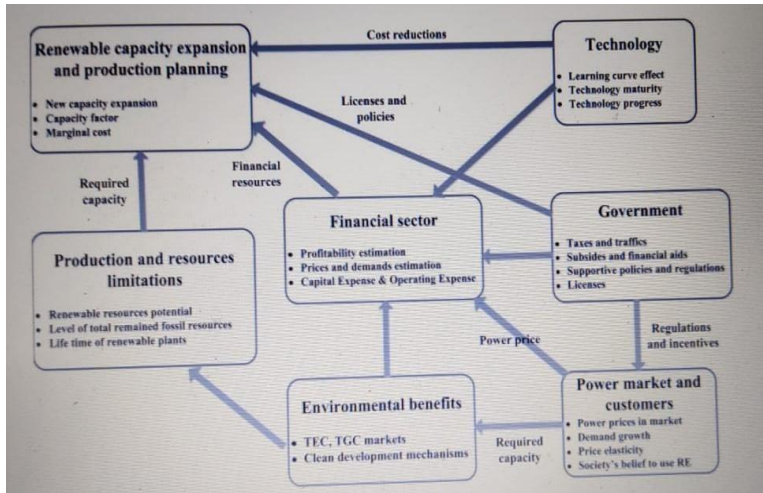 Renewable capacity expansion
and production planning
• New capacity expansion
• Capacity factor
• Marginal cost
Cost reductions
Technology
• Learning curve effect
• Technology maturity
• Technology progress
Licenses and
policies
Financial
resources
Required
capacity
Financial sector
• Profitability estimation
• Prices and demands estimation
• Capital Expense & Operating Expense
Government
• Taxes and traffics
• Subsides and financial aids
• Supportive policies and regulations
• Licenses
Production and resources
limitations
• Renewable resources potential
• Level of total remained fossil resources
• Life time of renewable plants
Regulations
and incentives
Power price
Environmental benefits
• TEC, TGC markets
• Clean development mechanisms
Required
capacity
Power market and
customers
• Power prices in market
• Demand growth
• Price elasticity
• Society's belief to use RE